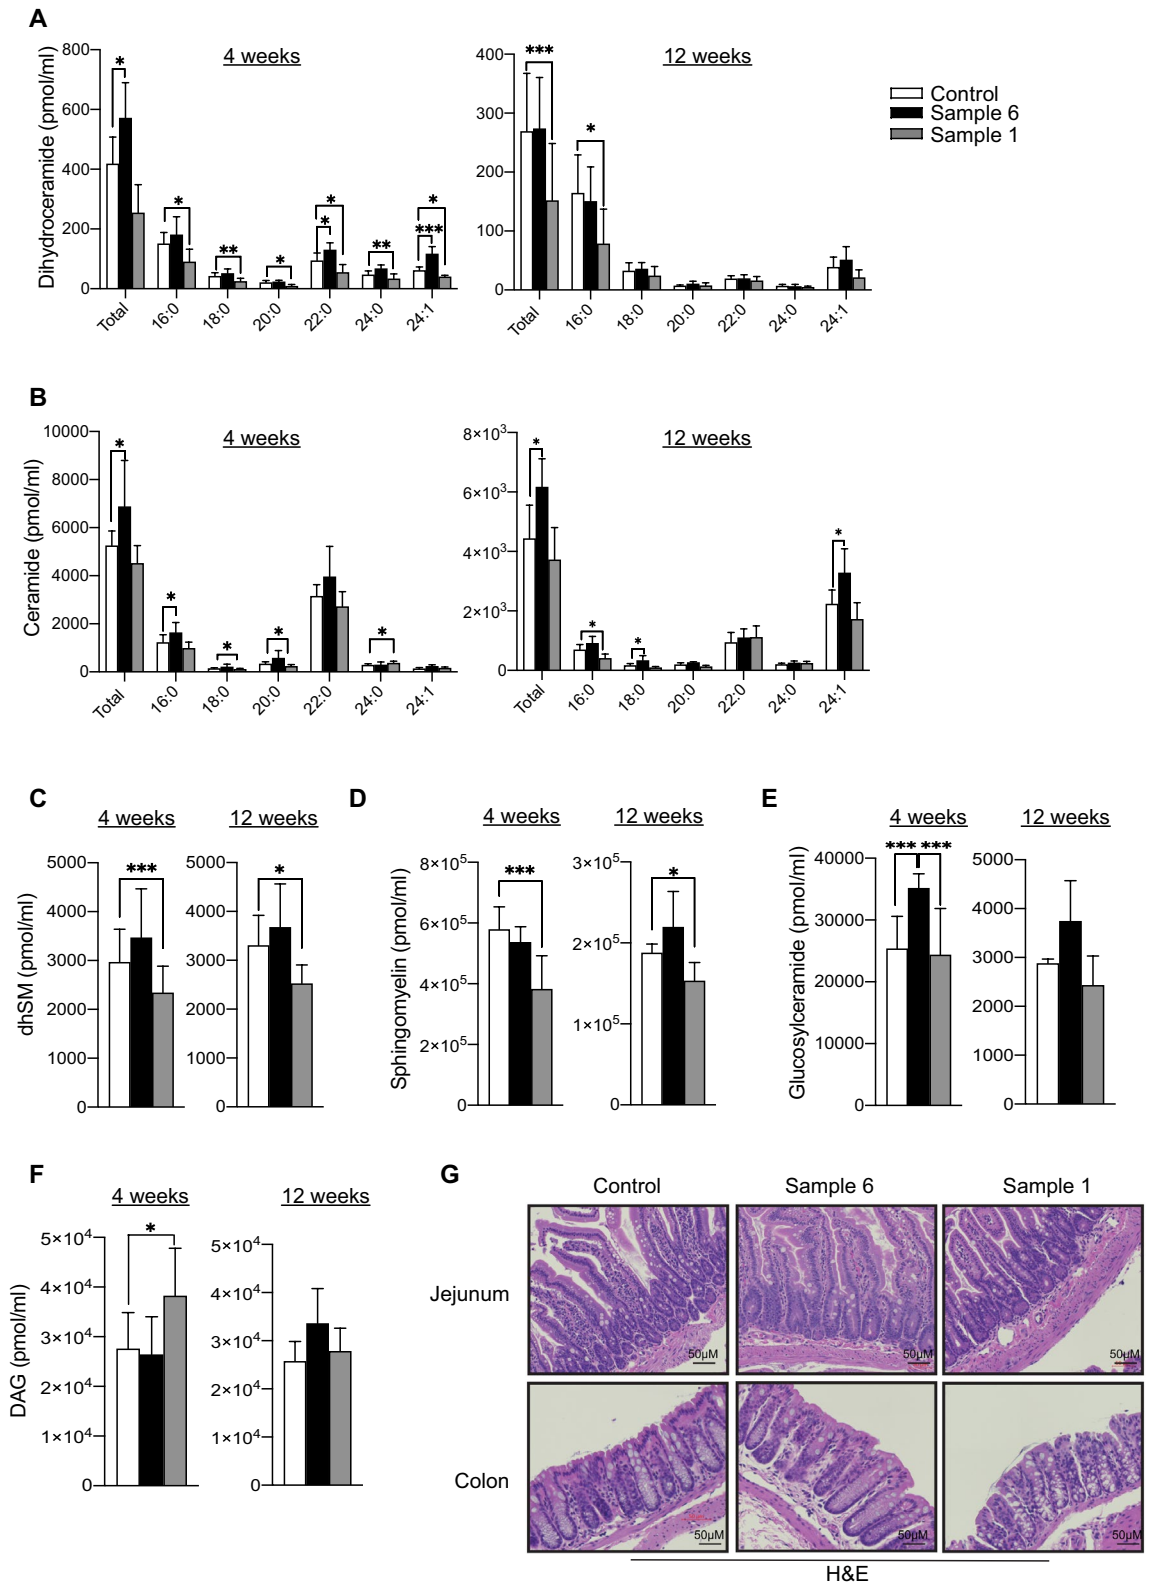 A
4 weeks
12 weeks
Dihydroceramide (pmol/ml)
800
600
400
200
0
* * ** * * * ** *** *
Total 16:0 18:0 20:0 22:0 24:0 24:1
400
300
200
100
0
*** *
Total 16:0 18:0 20:0 22:0 24:0 24:1
Control
Sample 6
Sample 1
B
4 weeks
12 weeks
Ceramide (pmol/ml)
10000
8000
6000
4000
2000
0
* * * * *
Total 16:0 18:0 20:0 22:0 24:0 24:1
8×10³
6×10³
4×10³
2×10³
0
* * * *
Total 16:0 18:0 20:0 22:0 24:0 24:1
C
4 weeks
12 weeks
dhSM (pmol/ml)
5000
4000
3000
2000
1000
0
***
5000
4000
3000
2000
1000
0
*
D
4 weeks
12 weeks
Sphingomyelin (pmol/ml)
8×10⁵
6×10⁵
4×10⁵
2×10⁵
0
***
3×10⁵
2×10⁵
1×10⁵
0
*
E
4 weeks
12 weeks
Glucosylceramide (pmol/ml)
40000
30000
20000
10000
0
*** ***
5000
4000
3000
2000
1000
0
F
4 weeks
12 weeks
DAG (pmol/ml)
5×10⁴
4×10⁴
3×10⁴
2×10⁴
1×10⁴
0
*
5×10⁴
4×10⁴
3×10⁴
2×10⁴
1×10⁴
0
G
Control
Sample 6
Sample 1
Jejunum
50μM
50μM
50μM
Colon
50μM
50μM
50μM
H&E